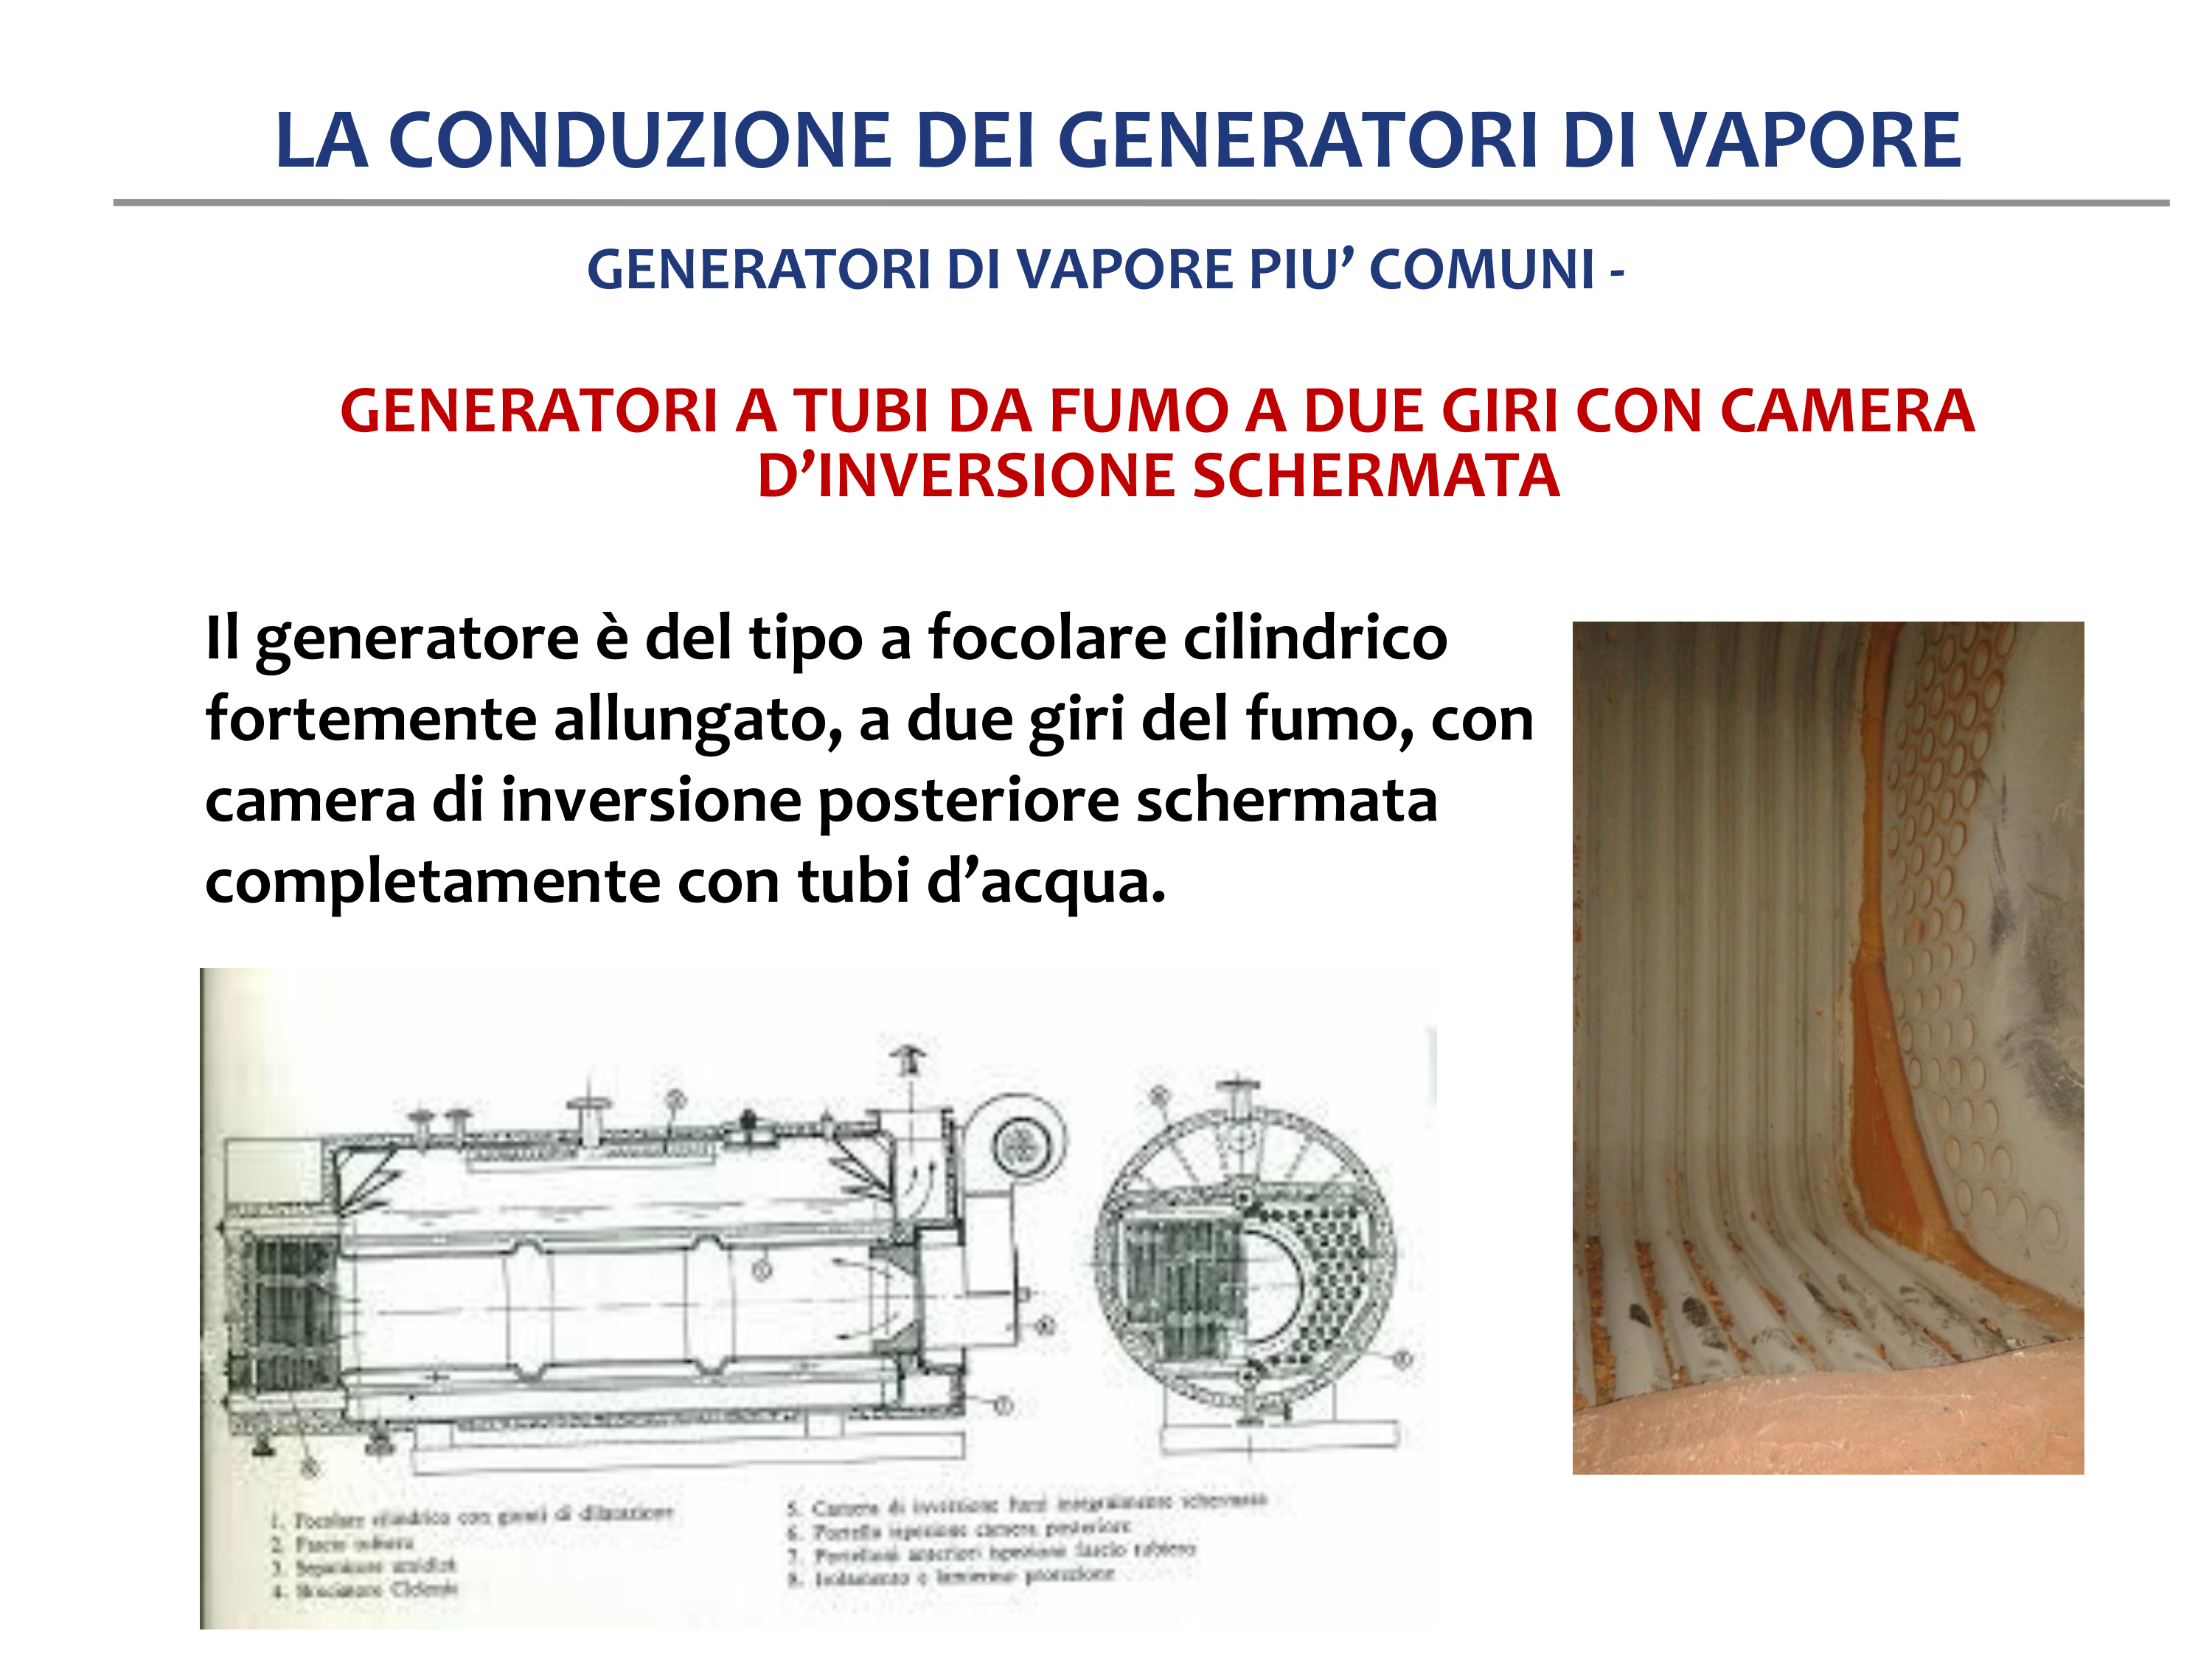 LA CONDUZIONE DEI GENERATORI DI VAPORE
GENERATORI DI VAPORE PIU’ COMUNI -
GENERATORI A TUBI DA FUMO A DUE GIRI CON CAMERA
D’INVERSIONE SCHERMATA
Il generatore è del tipo a focolare cilindrico
fortemente allungato, a due giri del fumo, con
camera di inversione posteriore schermata
completamente con tubi d’acqua.
1. Focolare cilindrico con giunti di dilatazione
2. Fascio tubiero
3. Separatore umidità
4. Bruciatore
5. Camera di inversione fumi integralmente schermata
6. Portella ispezione camera posteriore
7. Portelloni anteriori ispezione fascio tubiero
8. Isolamento e lamierino protezione